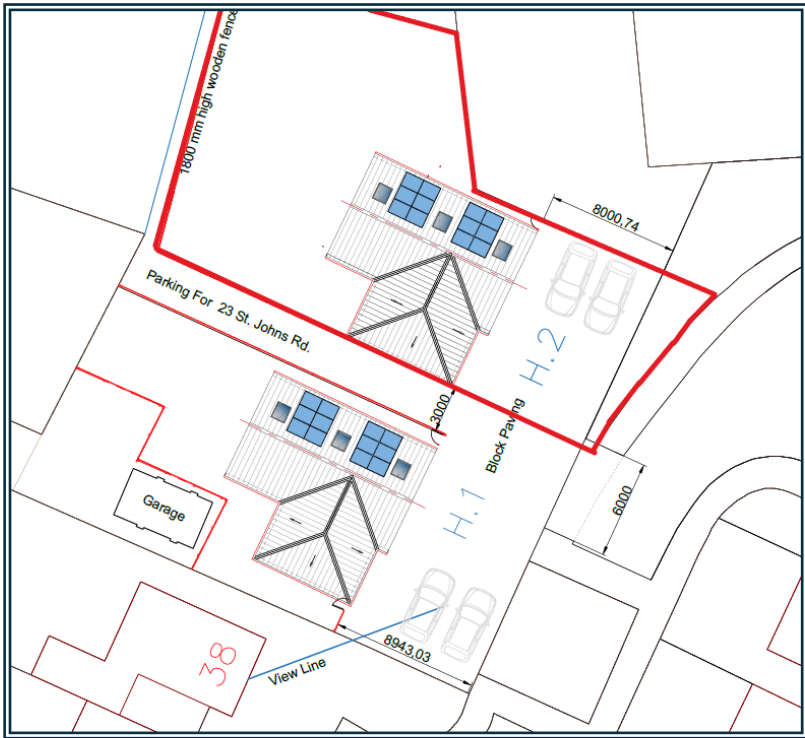 1800 mm high wooden fence
8000,74
Parking For 23 St. Johns Rd.
H.2
3000
Block Paving
H.1
6000
Garage
38
View Line
8943,03